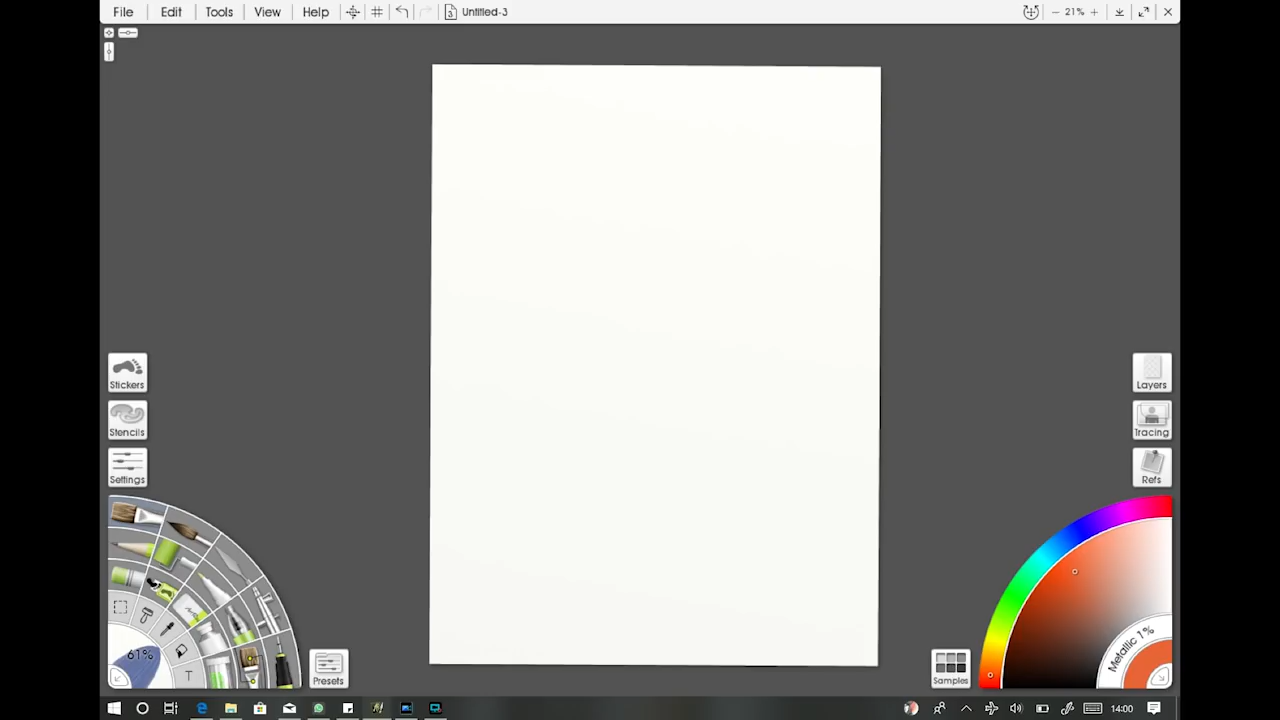 File Edit Tools View Help 3 Untitled-3 21%
Stickers
Stencils
Settings
Layers
Tracing
Refs
Metallic 1%
61%
T
Presets
Samples
14:00